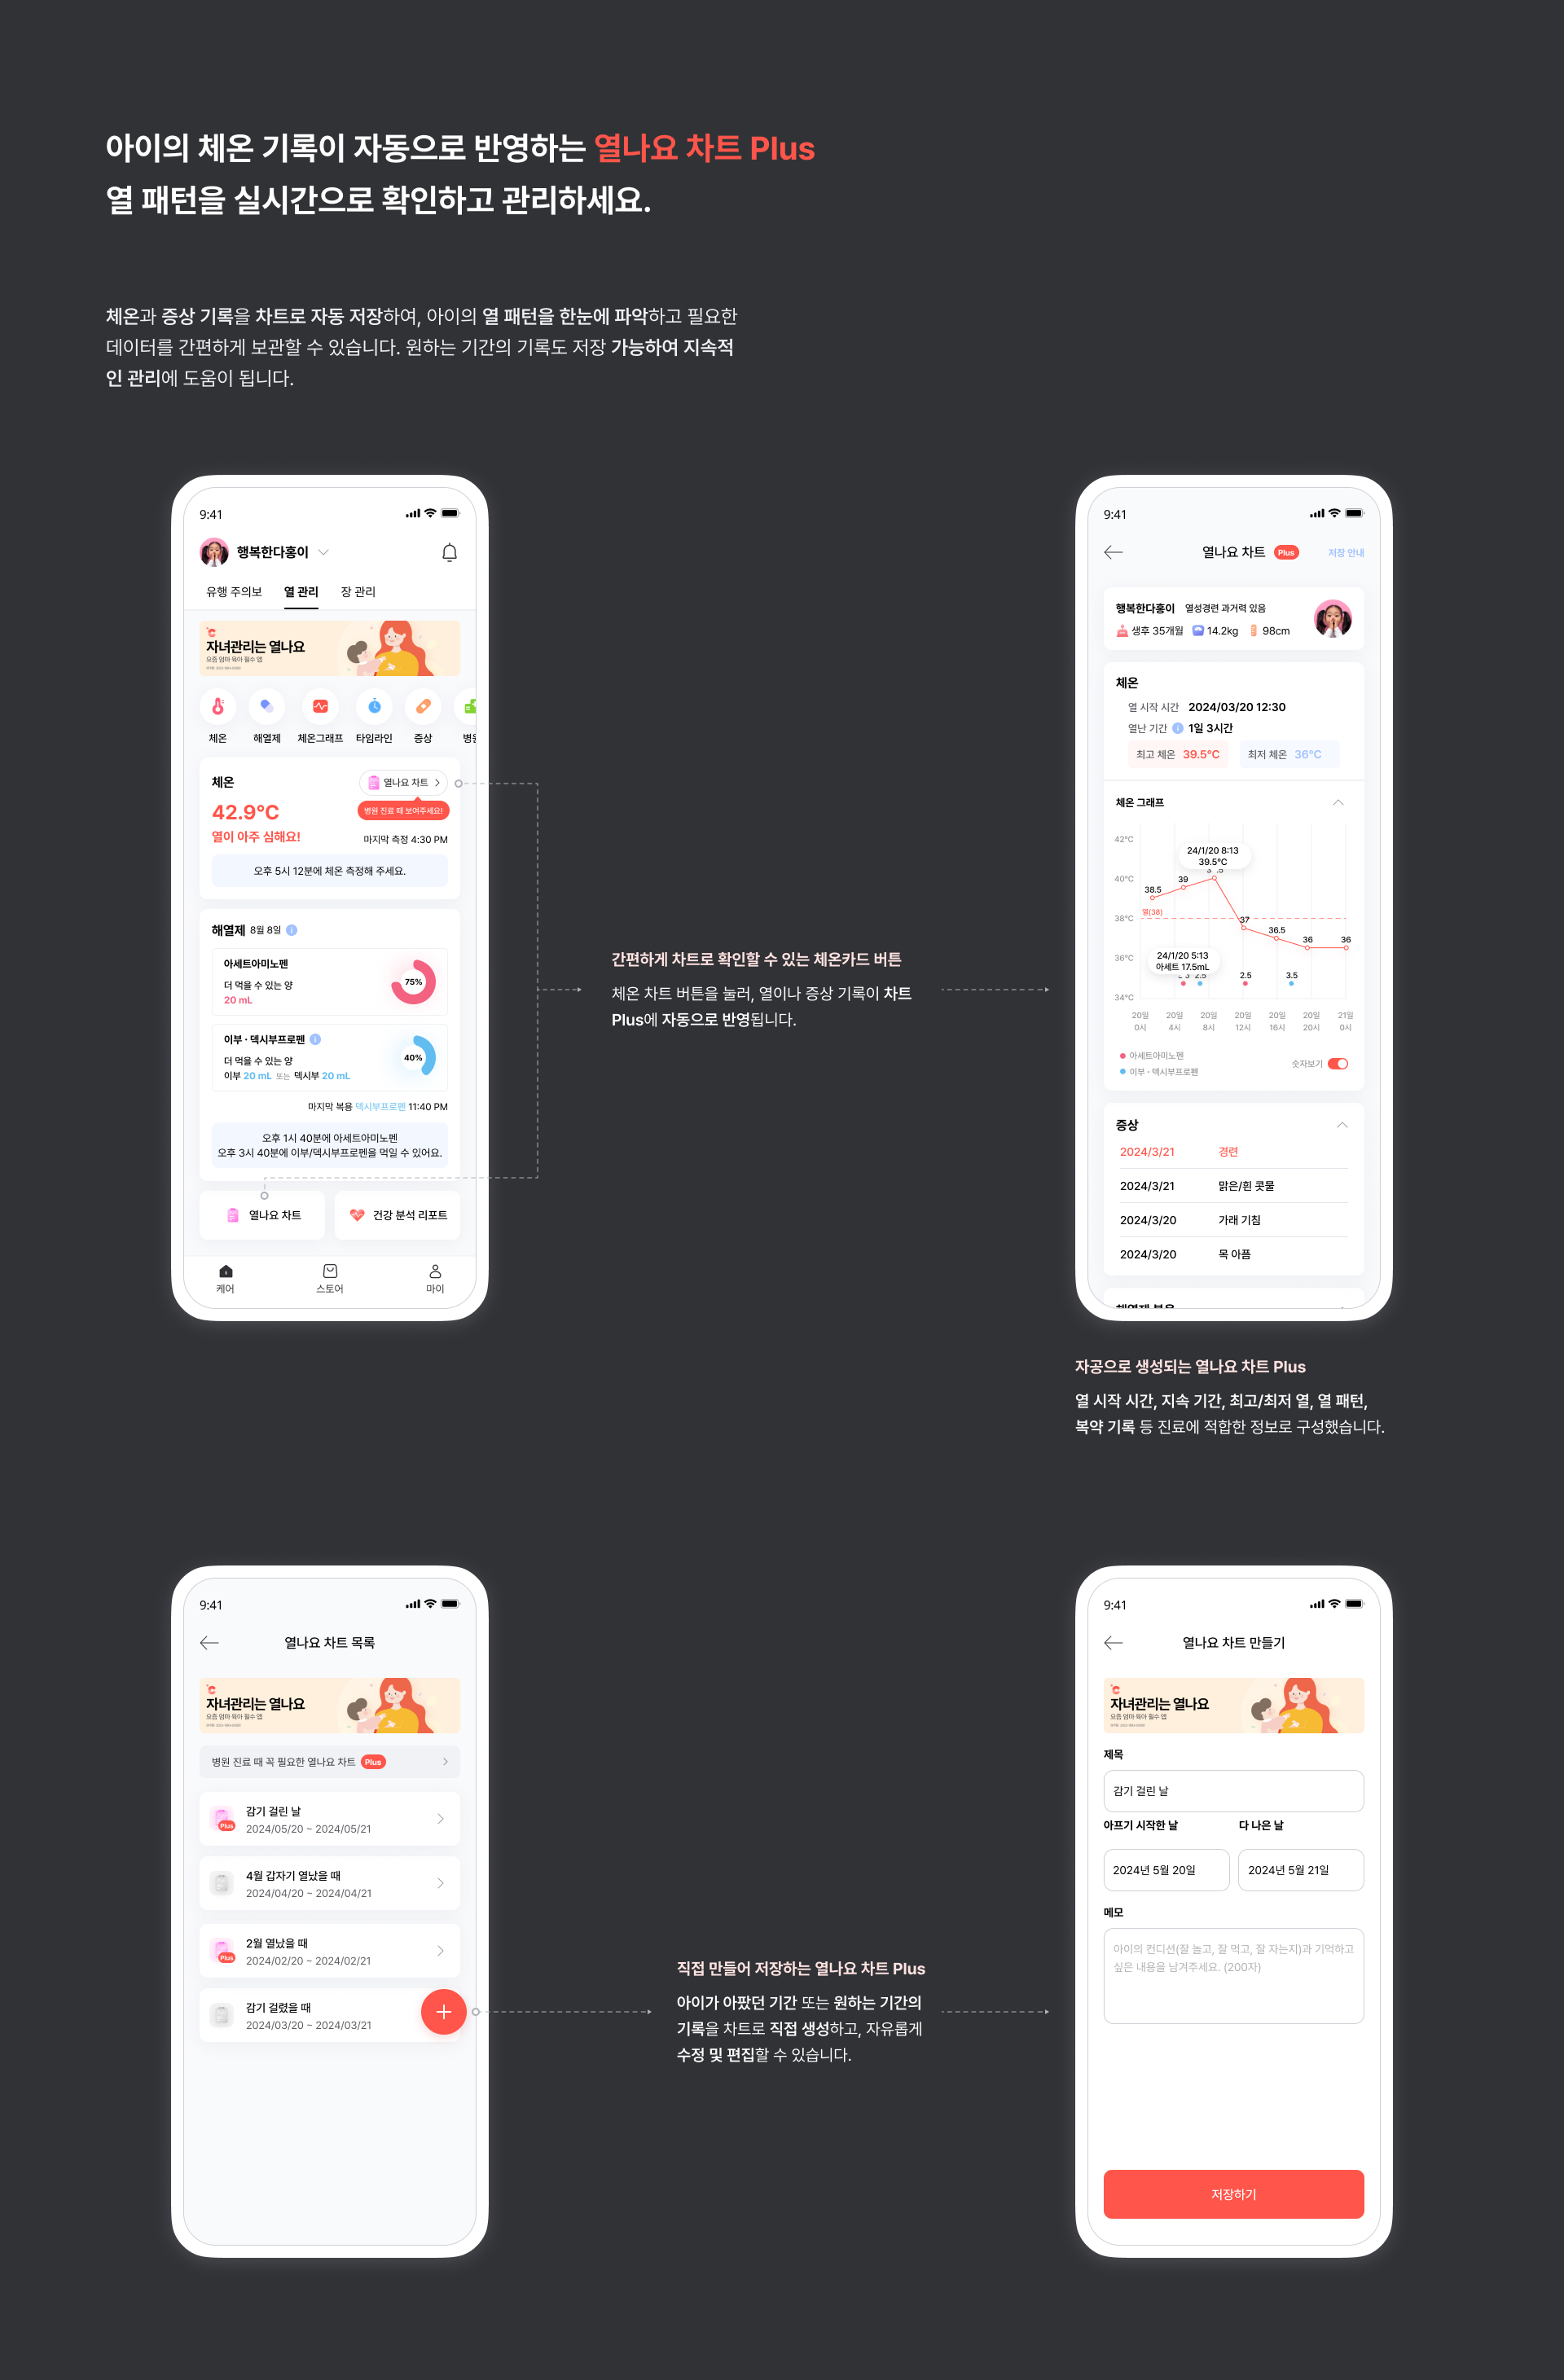 아이의 체온 기록이 자동으로 반영하는 열나요 차트 Plus
열 패턴을 실시간으로 확인하고 관리하세요.
체온과 증상 기록을 차트로 자동 저장하여, 아이의 열 패턴을 한눈에 파악하고 필요한
데이터를 간편하게 보관할 수 있습니다. 원하는 기간의 기록도 저장 가능하여 지속적
인 관리에 도움이 됩니다.
9:41
행복한다홍이
유행 주의보 열 관리 장 관리
자녀관리는 열나요
요즘 엄마 육아 필수 앱
체온 해열제 체온그래프 타임라인 증상
체온
열나요 차트
42.9°C
병원 진료 때 보여주세요!
열이 아주 심해요!
마지막 측정 4:30 PM
오후 5시 12분에 체온 측정해 주세요.
해열제 8월 8일
아세트아미노펜
더 먹을 수 있는 양
20 mL
75%
이부 · 덱시부프로펜
더 먹을 수 있는 양
이부 20 mL 또는 덱시부 20 mL
40%
마지막 복용 덱시부프로펜 11:40 PM
오후 1시 40분에 아세트아미노펜
오후 3시 40분에 이부/덱시부프로펜을 먹일 수 있어요.
열나요 차트
건강 분석 리포트
케어 스토어 마이
간편하게 차트로 확인할 수 있는 체온카드 버튼
체온 차트 버튼을 눌러, 열이나 증상 기록이 차트
Plus에 자동으로 반영됩니다.
9:41
열나요 차트 Plus
저장 안내
행복한다홍이 열성경련 과거력 있음
생후 35개월 14.2kg 98cm
체온
열 시작 시간 2024/03/20 12:30
열난 기간 1일 3시간
최고 체온 39.5°C
최저 체온 36°C
체온 그래프
42°C
40°C
38°C
36°C
34°C
24/1/20 8:13
39.5°C
38.5
39
열(38)
37
36.5
36
36
24/1/20 5:13
아세트 17.5mL
2.5
2.5
3.5
20일 20일 20일 20일 20일 20일 21일
0시 4시 8시 12시 16시 20시 0시
아세트아미노펜
이부 · 덱시부프로펜
숫자보기
증상
2024/3/21 경련
2024/3/21 맑은/흰 콧물
2024/3/20 가래 기침
2024/3/20 목 아픔
자공으로 생성되는 열나요 차트 Plus
열 시작 시간, 지속 기간, 최고/최저 열, 열 패턴,
복약 기록 등 진료에 적합한 정보로 구성했습니다.
9:41
열나요 차트 목록
자녀관리는 열나요
요즘 엄마 육아 필수 앱
병원 진료 때 꼭 필요한 열나요 차트 Plus
감기 걸린 날
2024/05/20 ~ 2024/05/21
Plus
4월 갑자기 열났을 때
2024/04/20 ~ 2024/04/21
2월 열났을 때
2024/02/20 ~ 2024/02/21
Plus
감기 걸렸을 때
2024/03/20 ~ 2024/03/21
직접 만들어 저장하는 열나요 차트 Plus
아이가 아팠던 기간 또는 원하는 기간의
기록을 차트로 직접 생성하고, 자유롭게
수정 및 편집할 수 있습니다.
9:41
열나요 차트 만들기
자녀관리는 열나요
요즘 엄마 육아 필수 앱
제목
감기 걸린 날
아프기 시작한 날 다 나은 날
2024년 5월 20일 2024년 5월 21일
메모
아이의 컨디션(잘 놀고, 잘 먹고, 잘 자는지)과 기억하고
싶은 내용을 남겨주세요. (200자)
저장하기